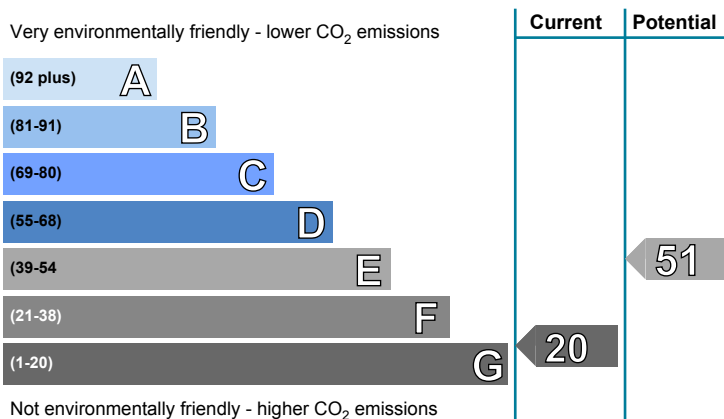 Current Potential
Very environmentally friendly - lower CO2 emissions
(92 plus) A
(81-91) B
(69-80) C
(55-68) D
(39-54 E
51
(21-38) F
20
(1-20) G
Not environmentally friendly - higher CO2 emissions